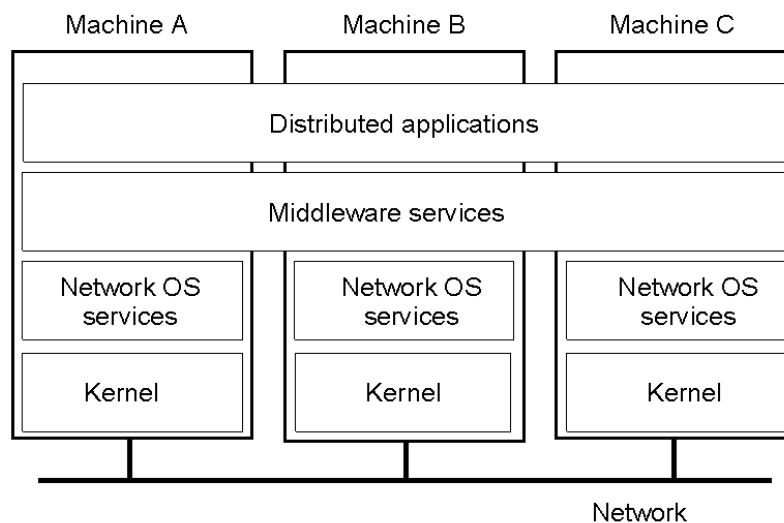 Machine A
Machine B
Machine C
Distributed applications
Middleware services
Network OS
services
Network OS
services
Network OS
services
Kernel
Kernel
Kernel
Network